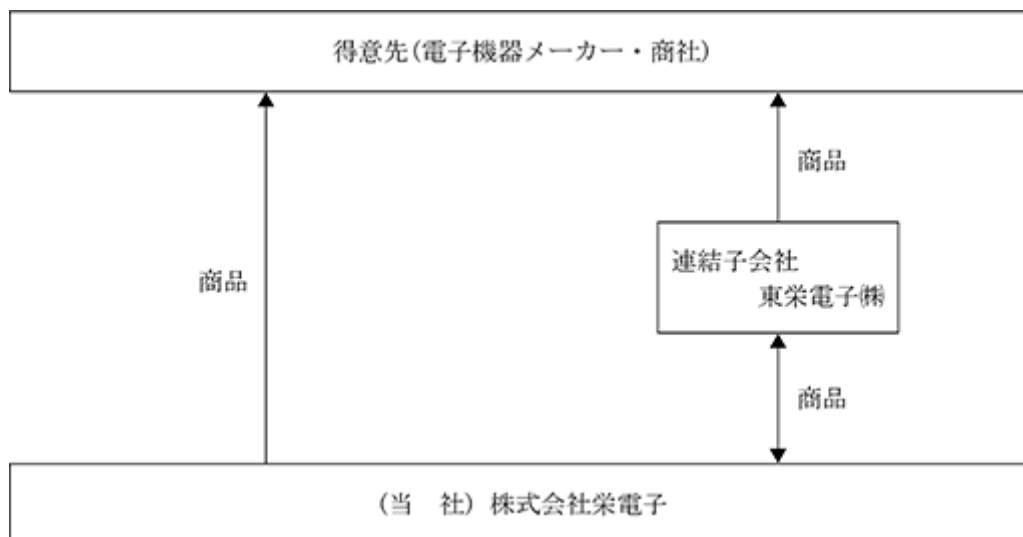 得意先(電子機器メーカー・商社)
商品
商品
連結子会社
東栄電子㈱
商品
(当　社) 株式会社栄電子